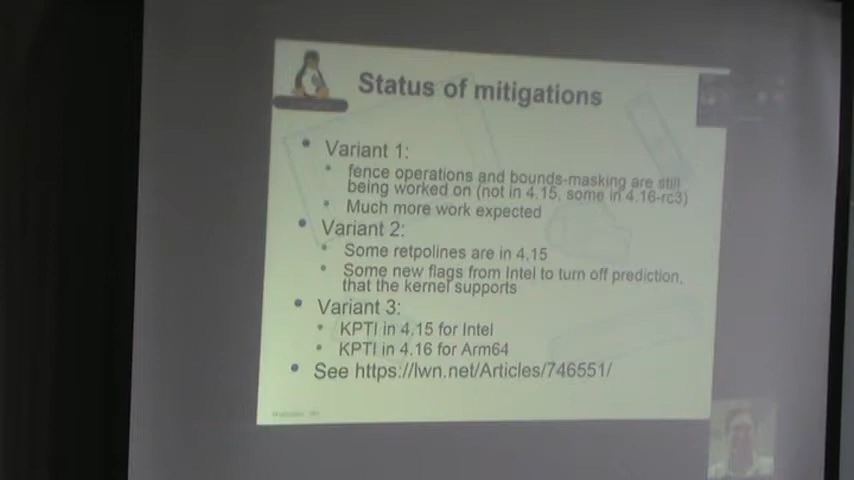 Status of mitigations
• Variant 1:
• fence operations and bounds-masking are still
being worked on (not in 4.15, some in 4.16-rc3)
• Much more work expected
• Variant 2:
• Some retpolines are in 4.15
• Some new flags from Intel to turn off prediction,
that the kernel supports
• Variant 3:
• KPTI in 4.15 for Intel
• KPTI in 4.16 for Arm64
• See https://lwn.net/Articles/746551/